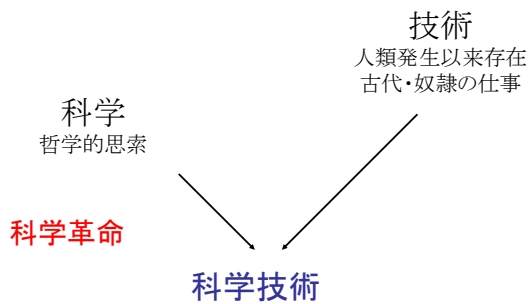 技術
人類発生以来存在
古代・奴隷の仕事
科学
哲学的思索
科学革命
科学技術